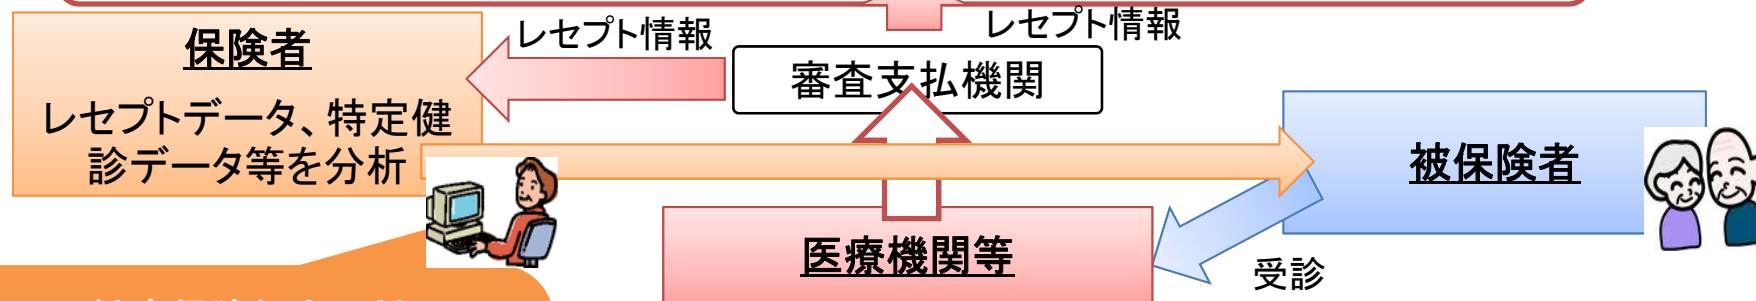 レセプト情報
レセプト情報
保険者
レセプトデータ、特定健
診データ等を分析
審査支払機関
被保険者
医療機関等
受診